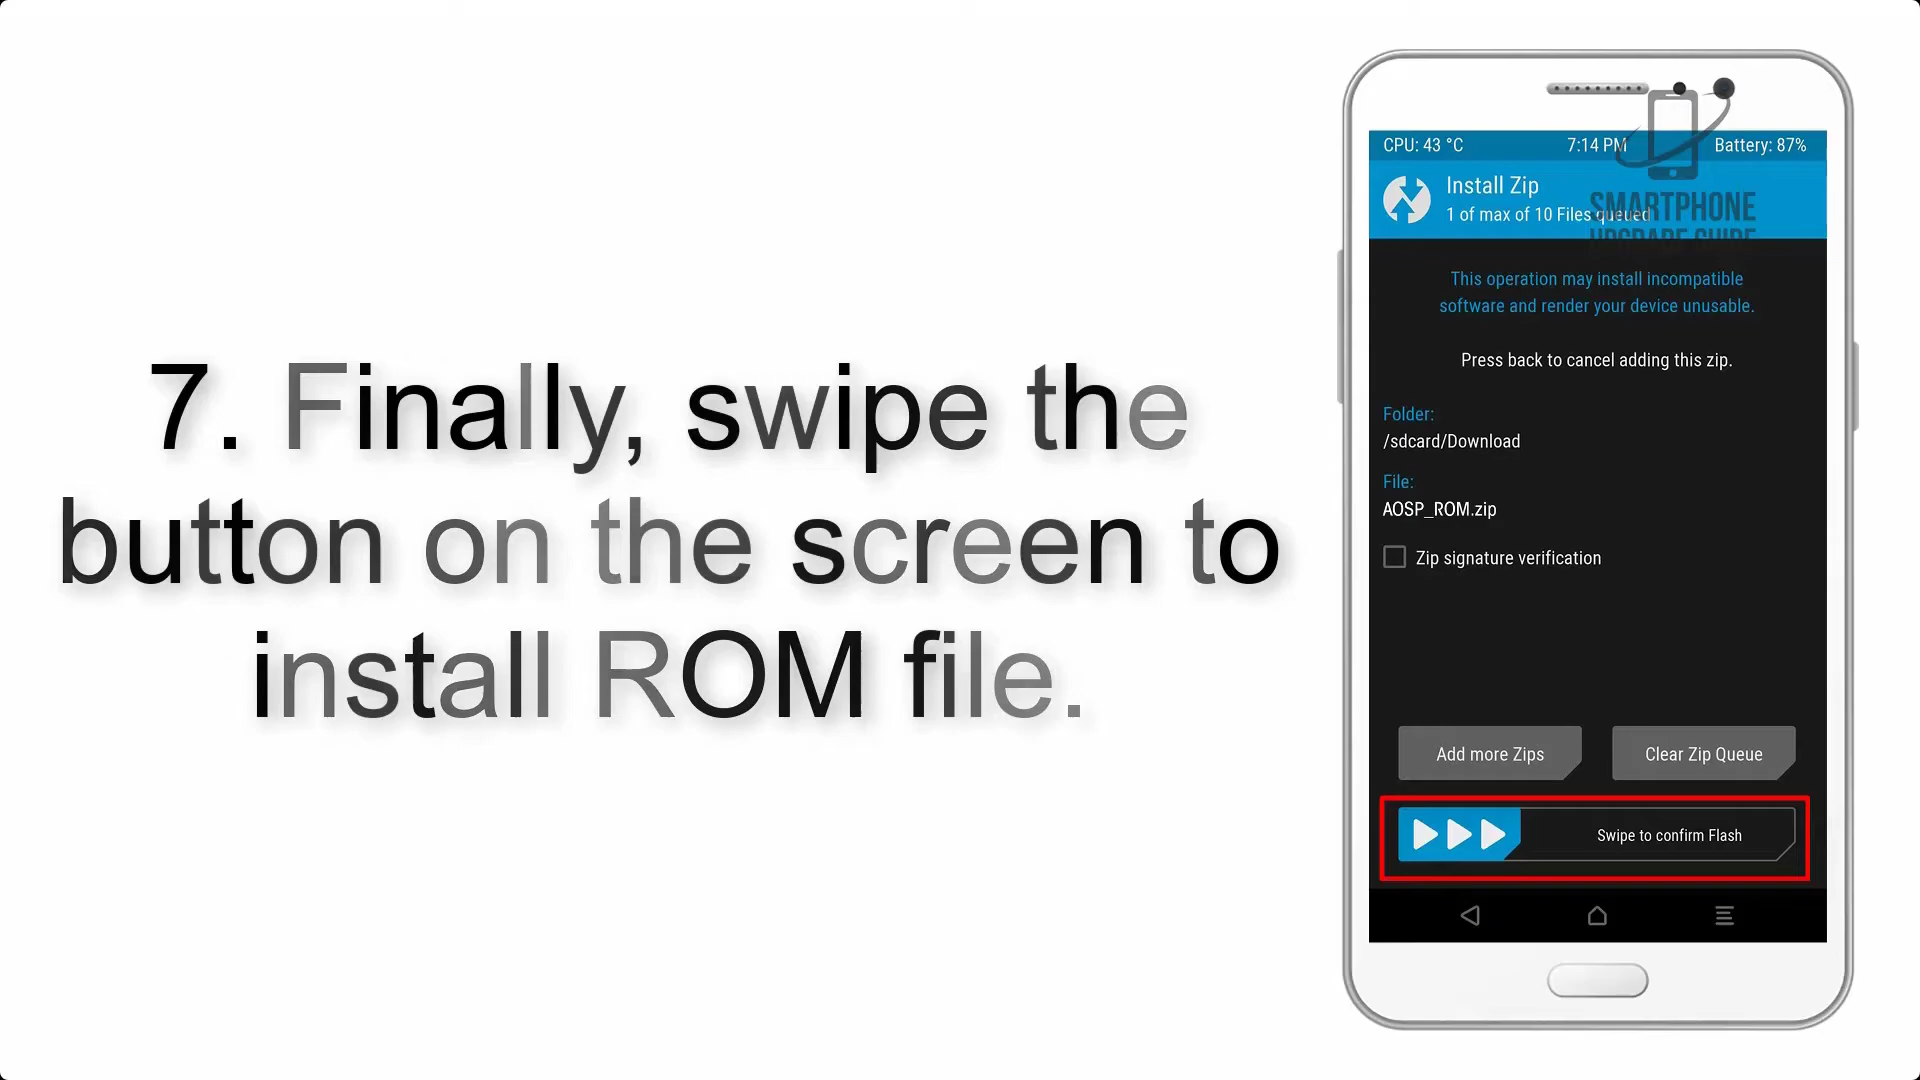 7. Finally, swipe the
button on the screen to
install ROM file.
CPU: 43 °C 7:14 PM Battery: 87%
Install Zip
1 of max of 10 Files queued
SMARTPHONE
UPGRADE GUIDE
This operation may install incompatible
software and render your device unusable.
Press back to cancel adding this zip.
Folder:
/sdcard/Download
File:
AOSP_ROM.zip
Zip signature verification
Add more Zips Clear Zip Queue
Swipe to confirm Flash